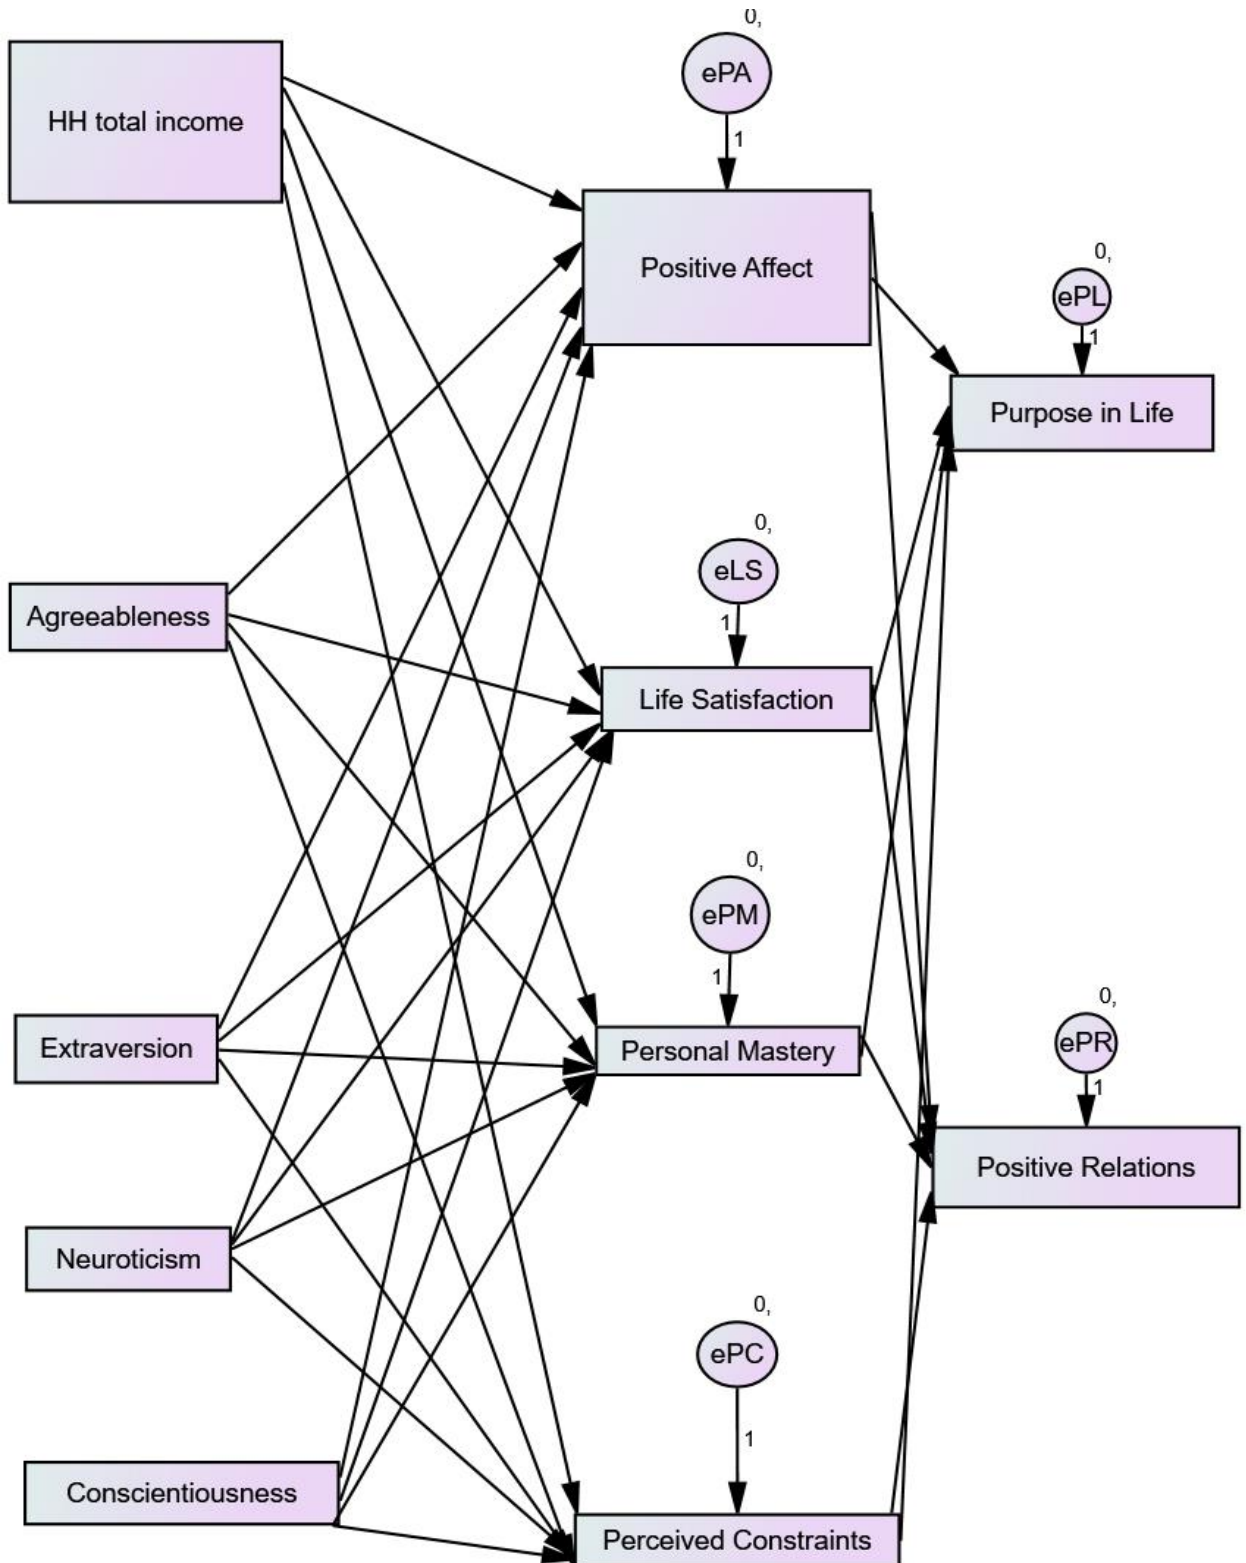 0,
ePA
1
HH total income
Positive Affect
0,
ePL
1
Purpose in Life
0,
eLS
1
Agreeableness
Life Satisfaction
0,
ePM
1
Extraversion
Personal Mastery
0,
ePR
1
Positive Relations
Neuroticism
0,
ePC
1
Conscientiousness
Perceived Constraints